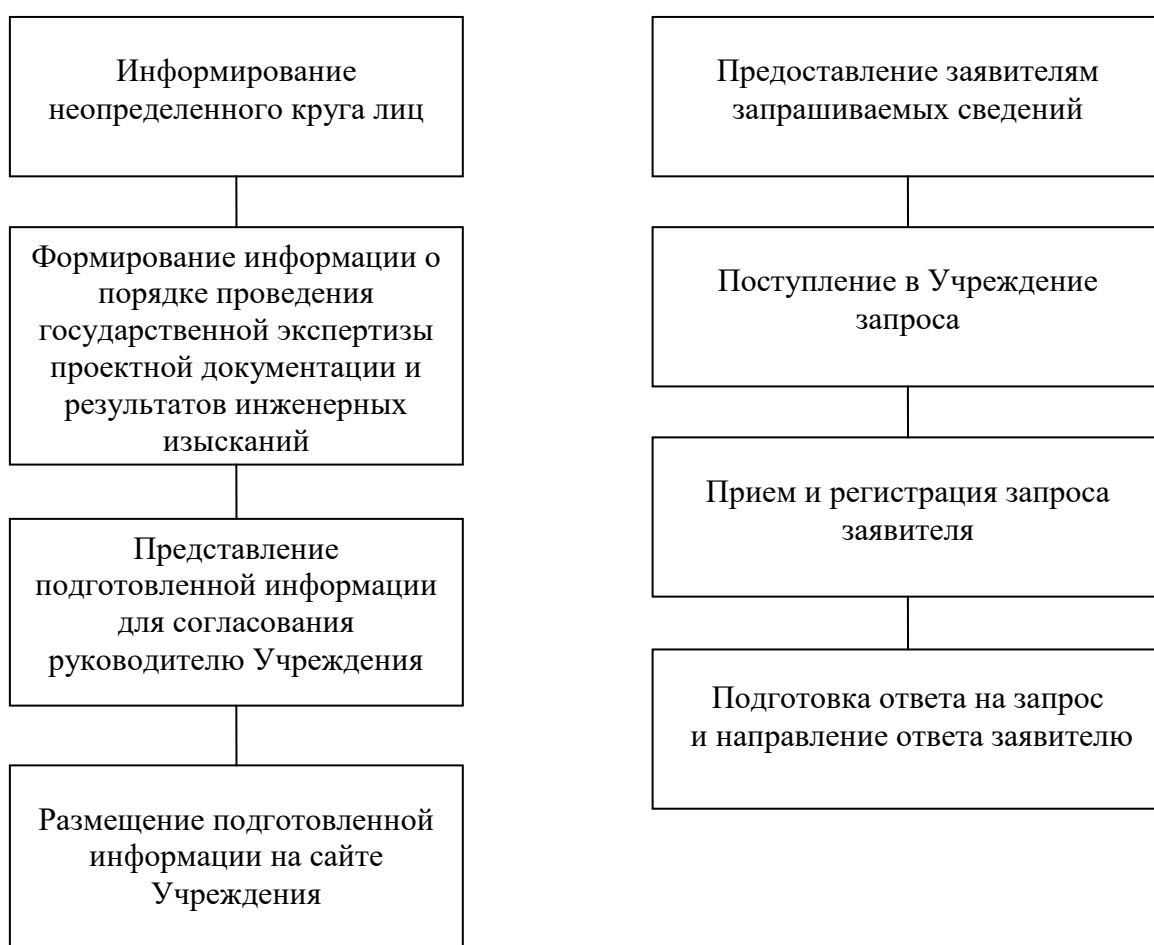 Информирование
неопределенного круга лиц
Формирование информации о
порядке проведения
государственной экспертизы
проектной документации и
результатов инженерных
изысканий
Представление
подготовленной информации
для согласования
руководителю Учреждения
Размещение подготовленной
информации на сайте
Учреждения
Предоставление заявителям
запрашиваемых сведений
Поступление в Учреждение
запроса
Прием и регистрация запроса
заявителя
Подготовка ответа на запрос
и направление ответа заявителю